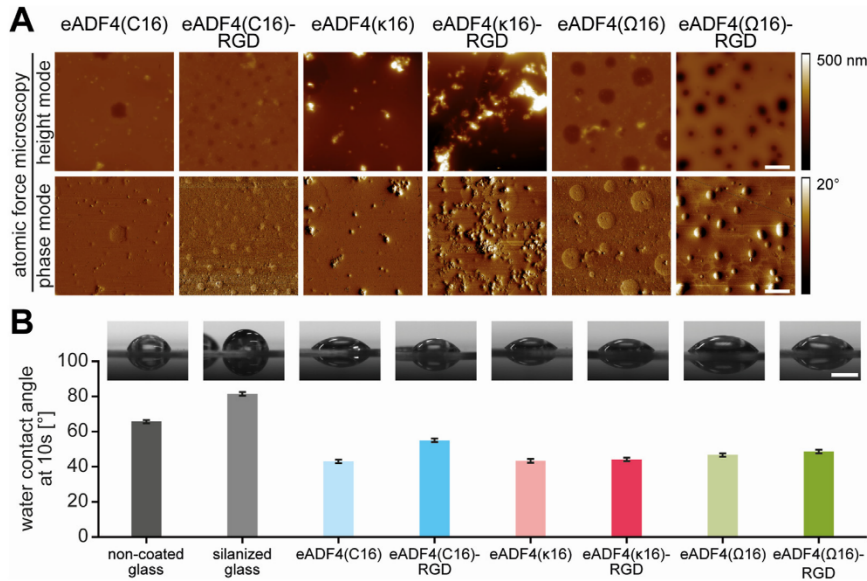 A
eADF4(C16) eADF4(C16)- eADF4(κ16) eADF4(κ16)- eADF4(Ω16) eADF4(Ω16)-
RGD RGD RGD
atomic force microscopy
height mode
phase mode
500 nm
20°
B
water contact angle
at 10s [°]
100
80
60
40
20
0
non-coated silanized eADF4(C16) eADF4(C16)- eADF4(κ16) eADF4(κ16)- eADF4(Ω16) eADF4(Ω16)-
glass glass RGD RGD RGD